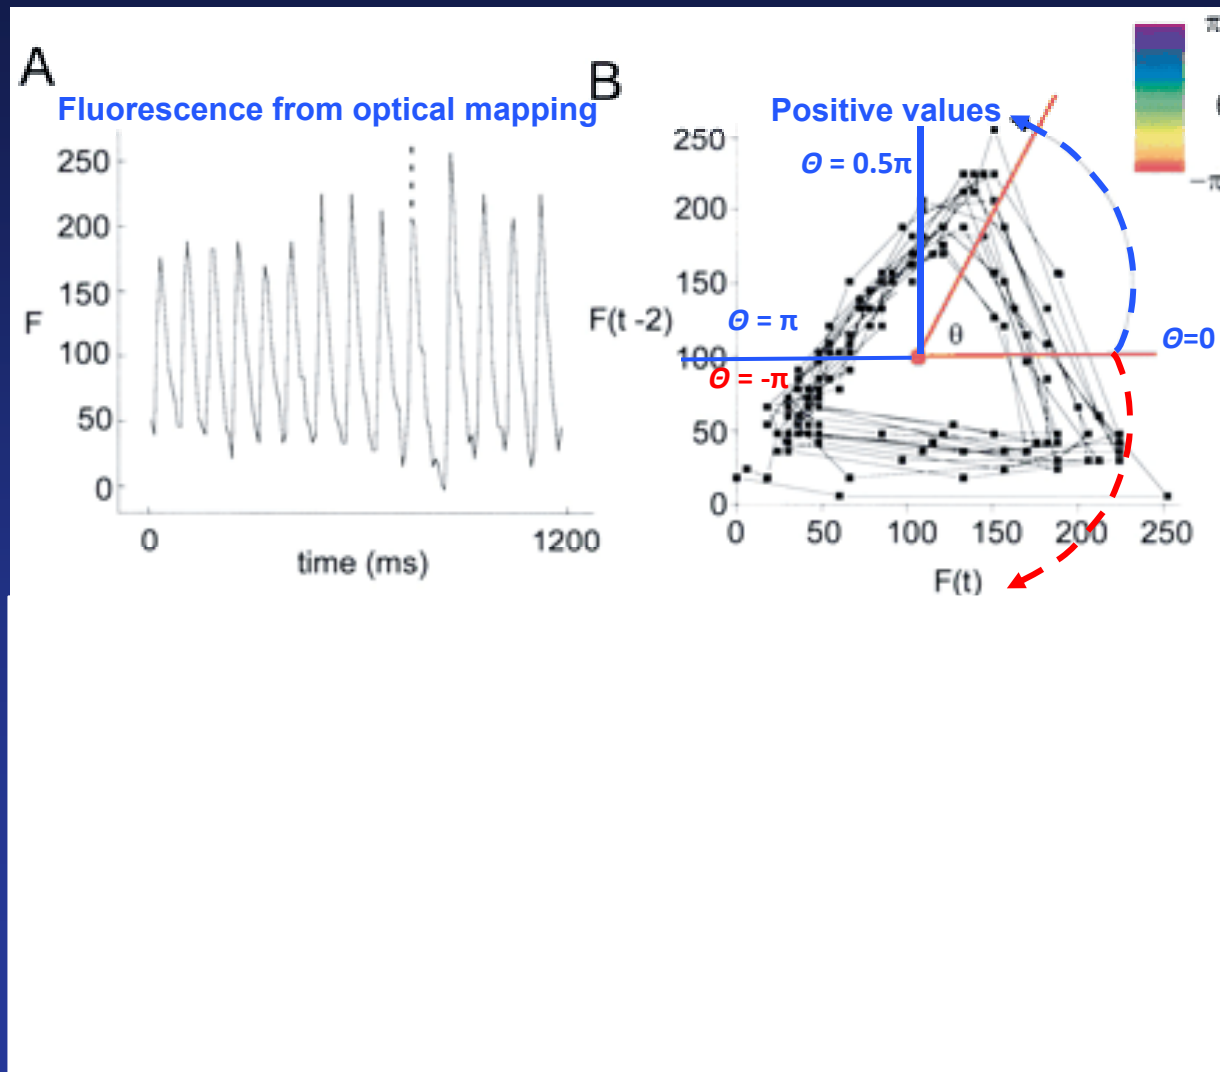 A
Fluorescence from optical mapping
250
200
150
100
50
0
F
0
1200
time (ms)
B
Positive values
Θ = 0.5π
250
200
150
100
50
0
F(t -2)
Θ = π
Θ = -π
θ
Θ=0
0
50
100
150
200
250
F(t)
π
−π